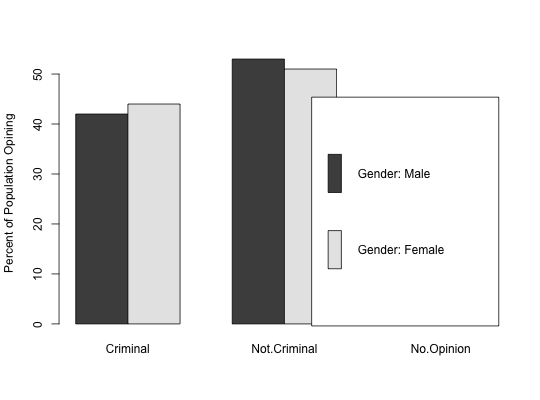 Percent of Population Opining
50
40
30
20
10
0
Gender: Male
Gender: Female
Criminal
Not.Criminal
No.Opinion